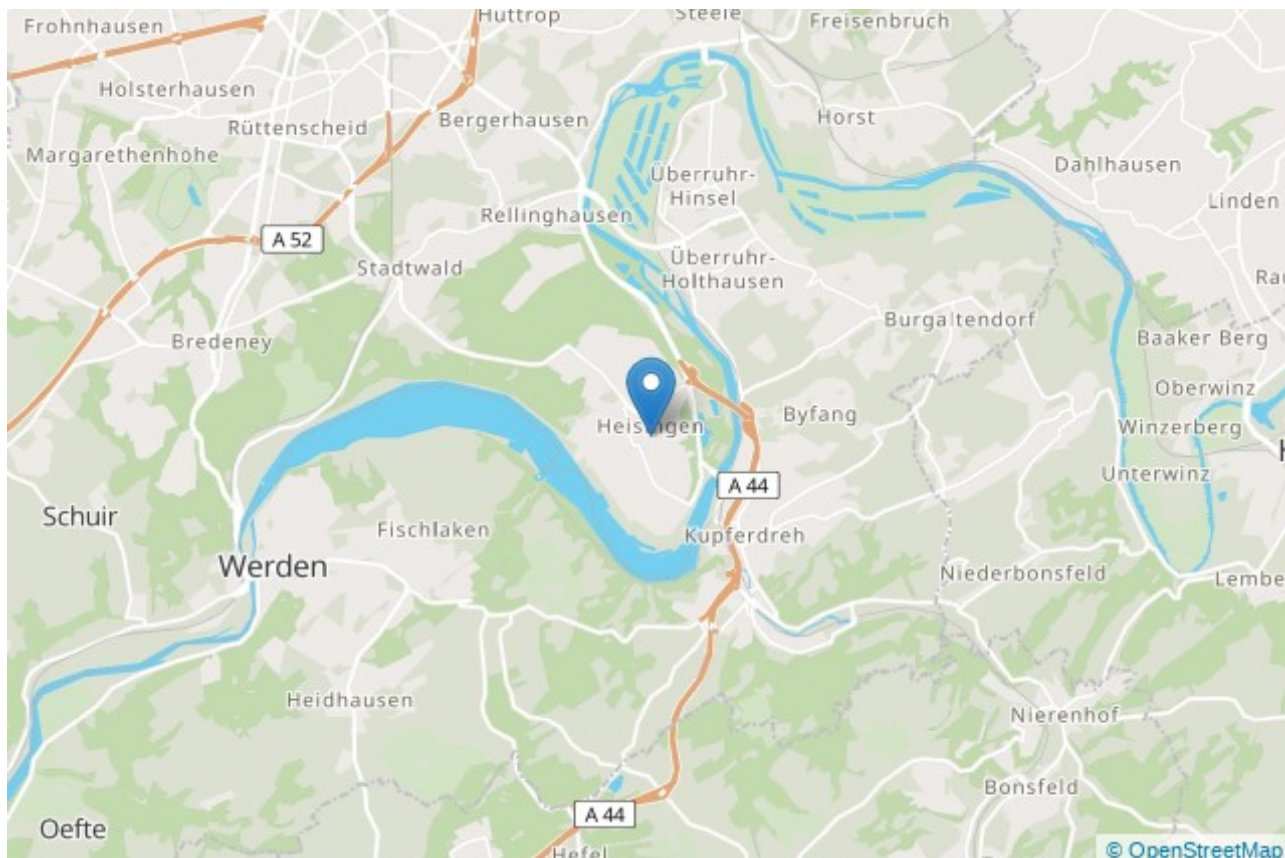 Huttrop
Steele
Freisenbruch
Frohnhausen
Holsterhausen
Bergerhausen
Horst
Rüttenscheid
Margarethenhöhe
Dahlhausen
Überruhr-
Hinsel
Linden
Rellinghausen
A 52
Stadtwald
Überruhr-
Holthausen
Burgaltendorf
Bredeney
Baaker Berg
Oberwinz
Byfang
Heisingen
Winzerberg
Unterwinz
A 44
Schuir
Fischlaken
Kupferdreh
Werden
Niederbonsfeld
Heidhausen
Nierenhof
Bonsfeld
A 44
Oefte
Hefel
© OpenStreetMap